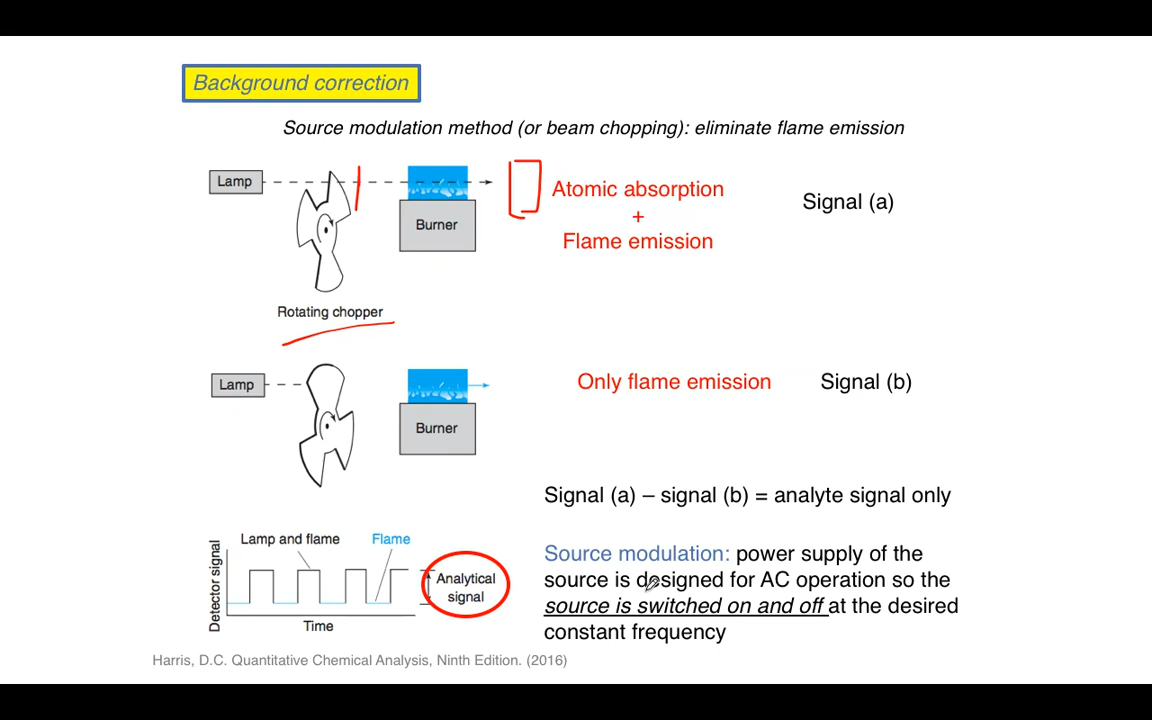 Background correction
Source modulation method (or beam chopping): eliminate flame emission
Lamp
Burner
Rotating chopper
Atomic absorption
+
Flame emission
Signal (a)
Lamp
Burner
Only flame emission
Signal (b)
Signal (a) – signal (b) = analyte signal only
Detector signal
Lamp and flame
Flame
Analytical
signal
Time
Source modulation: power supply of the
source is designed for AC operation so the
source is switched on and off at the desired
constant frequency
Harris, D.C. Quantitative Chemical Analysis, Ninth Edition. (2016)